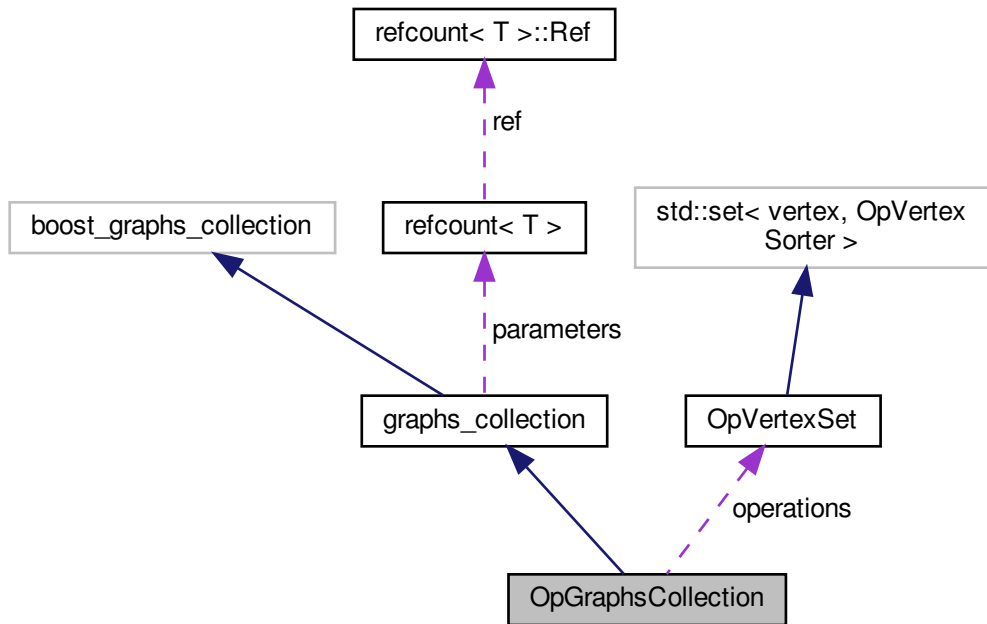 refcount< T >::Ref
ref
boost_graphs_collection
refcount< T >
std::set< vertex, OpVertex
Sorter >
parameters
graphs_collection
OpVertexSet
operations
OpGraphsCollection